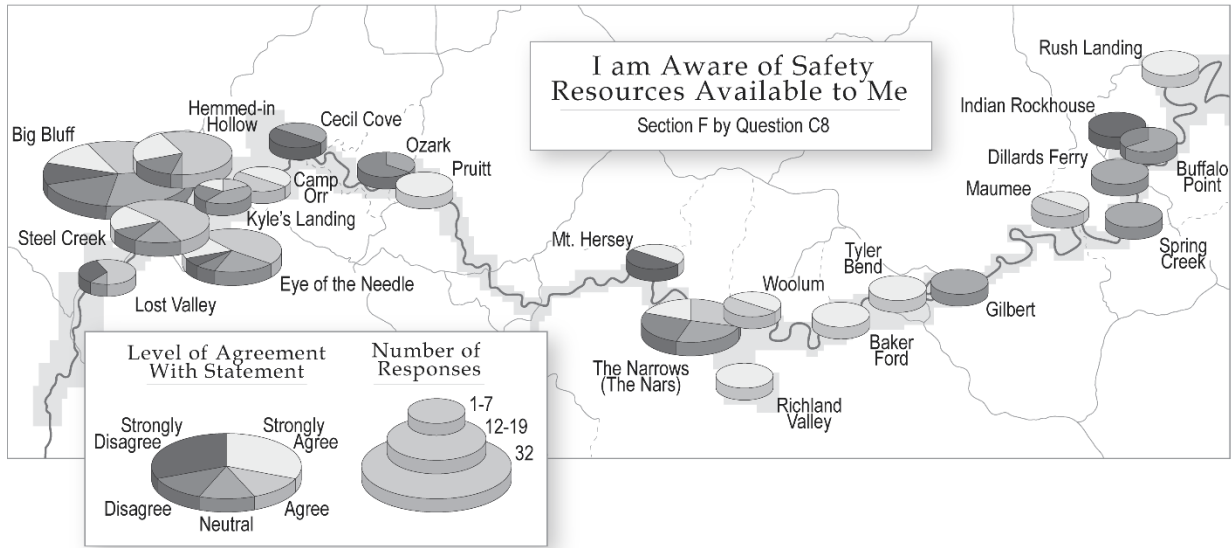 I am Aware of Safety
Resources Available to Me
Section F by Question C8
Rush Landing
Indian Rockhouse
Dillards Ferry
Buffalo
Point
Maumee
Spring
Creek
Hemmed-in
Hollow
Cecil Cove
Big Bluff
Ozark
Pruitt
Camp
Orr
Kyle's Landing
Steel Creek
Eye of the Needle
Lost Valley
Mt. Hersey
Woolum
Tyler
Bend
Gilbert
Baker
Ford
The Narrows
(The Nars)
Richland
Valley
Level of Agreement
With Statement
Strongly
Disagree
Strongly
Agree
Disagree
Neutral
Agree
Number of
Responses
1-7
12-19
32